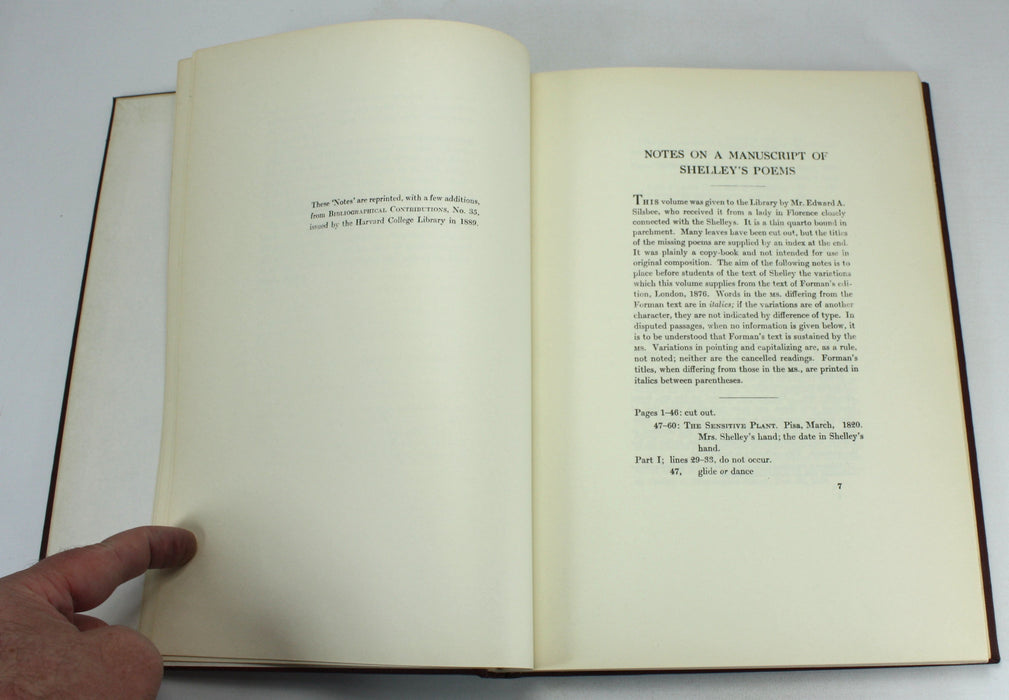 These 'Notes' are reprinted, with a few additions,
from Bibliographical Contributions, No. 35,
issued by the Harvard College Library in 1889.
NOTES ON A MANUSCRIPT OF
SHELLEY'S POEMS
This volume was given to the Library by Mr. Edward A.
Silsbee, who received it from a lady in Florence closely
connected with the Shelleys. It is a thin quarto bound in
parchment. Many leaves have been cut out, but the titles
of the missing poems are supplied by an index at the end.
It was plainly a copy-book and not intended for use in
original composition. The aim of the following notes is to
place before students of the text of Shelley the variations
which this volume supplies from the text of Forman's edi-
tion, London, 1876. Words in the MS. differing from the
Forman text are in italics; if the variations are of another
character, they are not indicated by difference of type. In
disputed passages, when no information is given below, it
is to be understood that Forman's text is sustained by the
MS. Variations in pointing and capitalizing are, as a rule,
not noted; neither are the cancelled readings. Forman's
titles, when differing from those in the MS., are printed in
italics between parentheses.
Pages 1–46: cut out.
47–60: The Sensitive Plant. Pisa, March, 1820.
Mrs. Shelley's hand; the date in Shelley's
hand.
Part I; lines 29–33, do not occur.
47, glide or dance
7